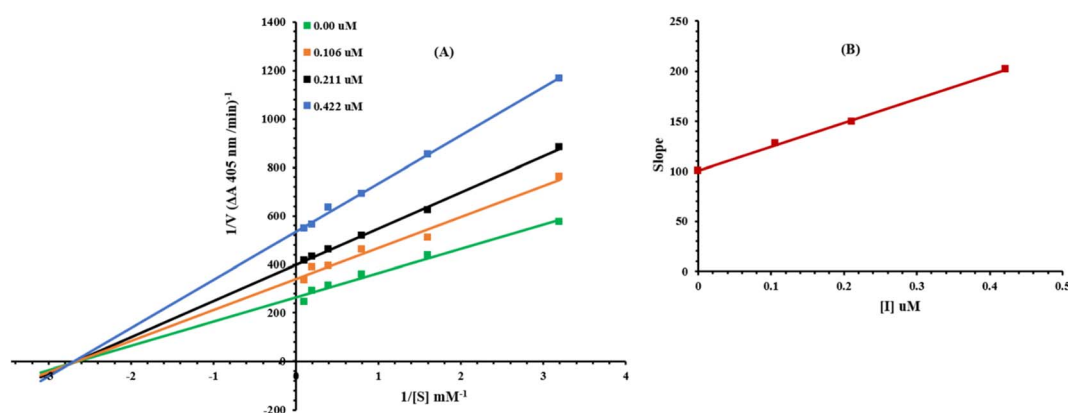 1400
1200
1000
800
600
400
200
0
-200
-3
-2
-1
0
1
2
3
4
1/V (ΔA 405 nm /min)-1
1/[S] mM-1
0.00 uM
0.106 uM
0.211 uM
0.422 uM
(A)
250
200
150
100
50
0
0
0.1
0.2
0.3
0.4
0.5
Slope
[I] uM
(B)